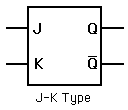 J Q
K Q̅
J-K Type